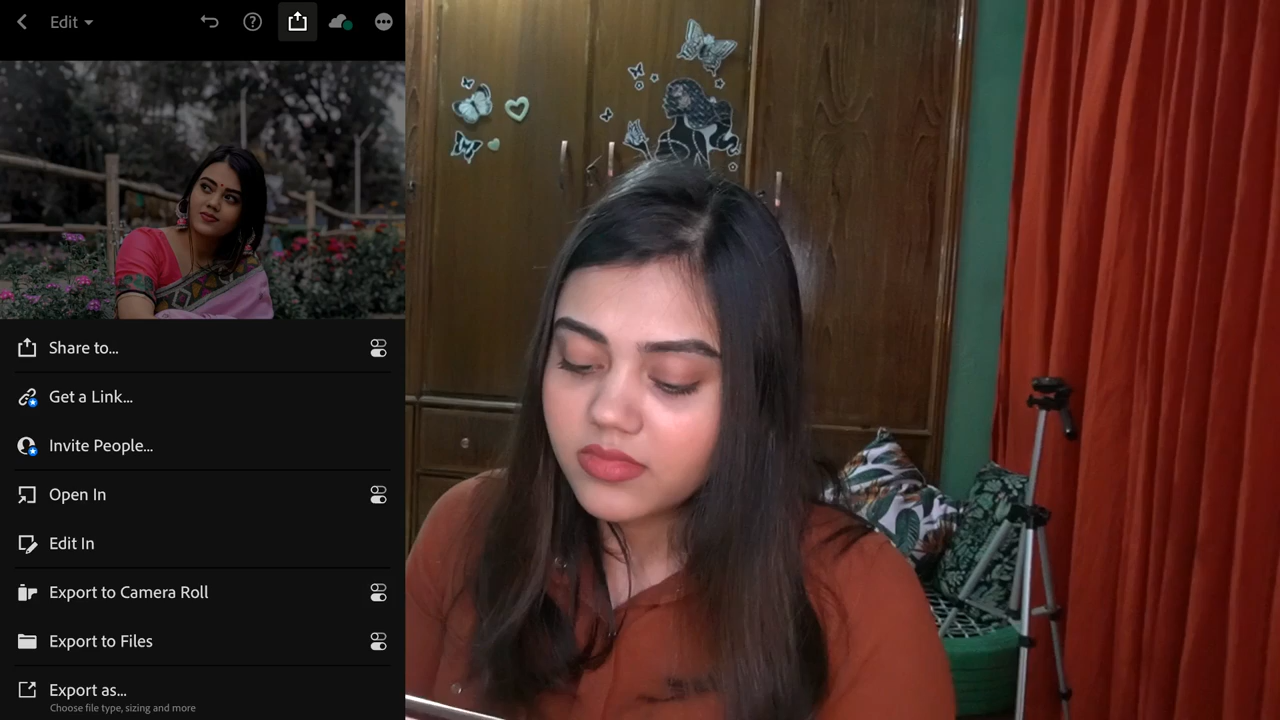 Edit
Share to...
Get a Link...
Invite People...
Open In
Edit In
Export to Camera Roll
Export to Files
Export as...
Choose file type, sizing and more